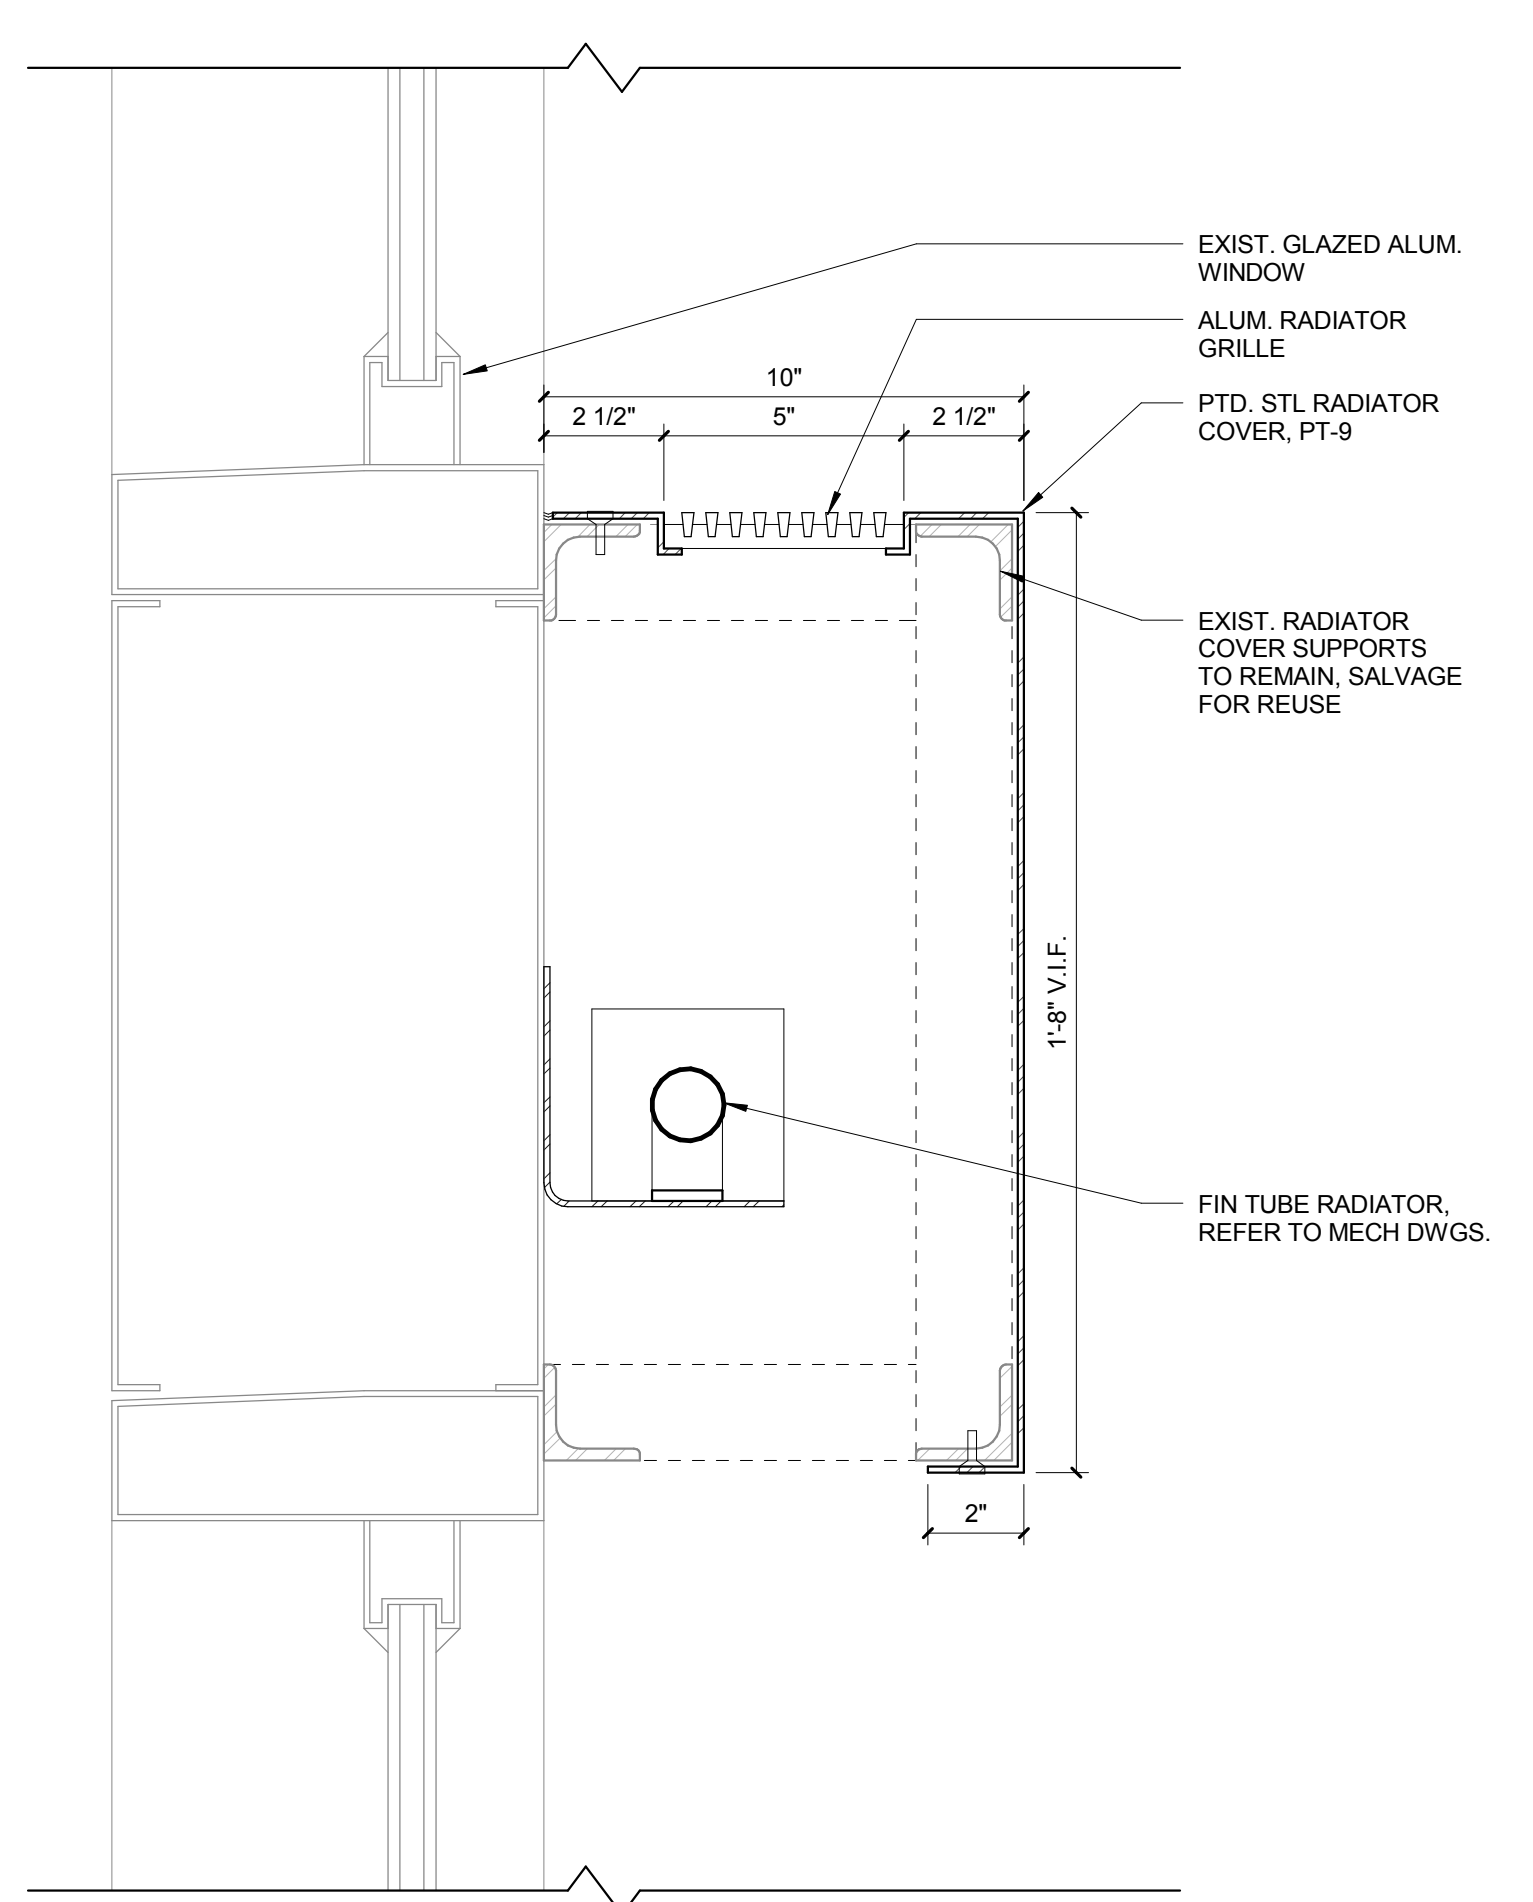 EXIST. GLAZED ALUM.
WINDOW
ALUM. RADIATOR
GRILLE
10"
2 1/2"
5"
2 1/2"
PTD. STL RADIATOR
COVER, PT-9
EXIST. RADIATOR
COVER SUPPORTS
TO REMAIN, SALVAGE
FOR REUSE
1'-8" V.I.F.
FIN TUBE RADIATOR,
REFER TO MECH DWGS.
2"